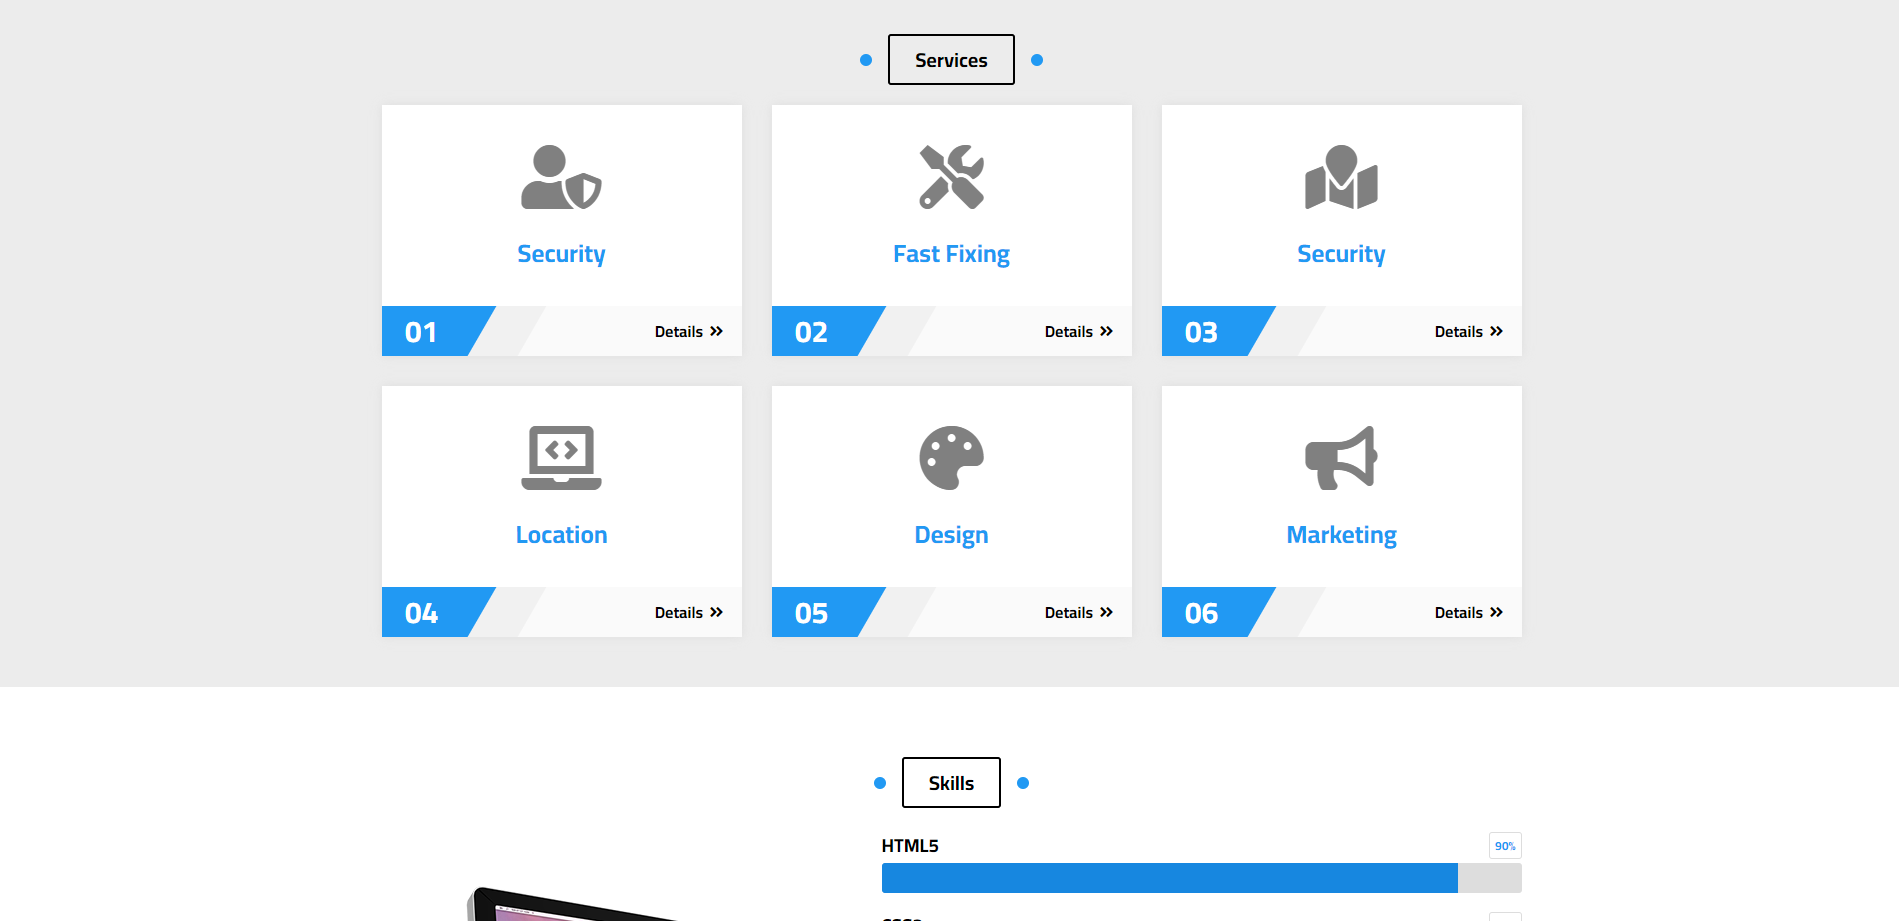 Services
Security
Fast Fixing
Security
01 Details
02 Details
03 Details
Location
Design
Marketing
04 Details
05 Details
06 Details
Skills
HTML5 90%